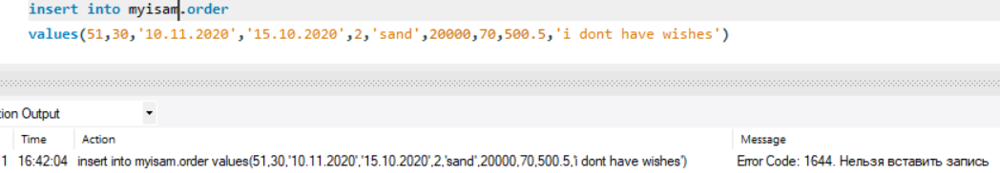 insert into myisam.order
values(51,30,'10.11.2020','15.10.2020',2,'sand',20000,70,500.5,'i dont have wishes')
tion Output
Time Action Message
1 16:42:04 insert into myisam.order values(51,30,'10.11.2020','15.10.2020',2,'sand',20000,70,500.5,'i dont have wishes') Error Code: 1644. Нельзя вставить запись